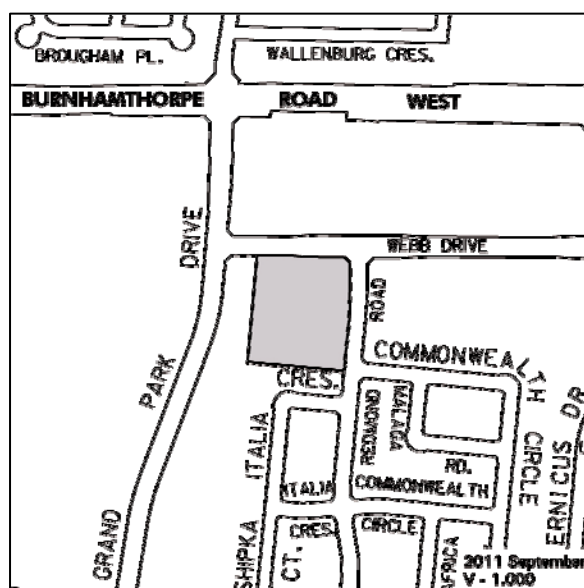 BROUGHAM PL.
WALLENBURG CRES.
BURNHAMTHORPE ROAD WEST
WEBB DRIVE
GRAND PARK DRIVE
ROAD
COMMONWEALTH CIRCLE
CRES.
ITALIA
REDMOND
MALAGA
RD.
ITALIA
COMMONWEALTH
CRES.
CIRCLE
SHIPKA
CT.
ERNICUS DR
AFRICA
2011 September
V - 1.000